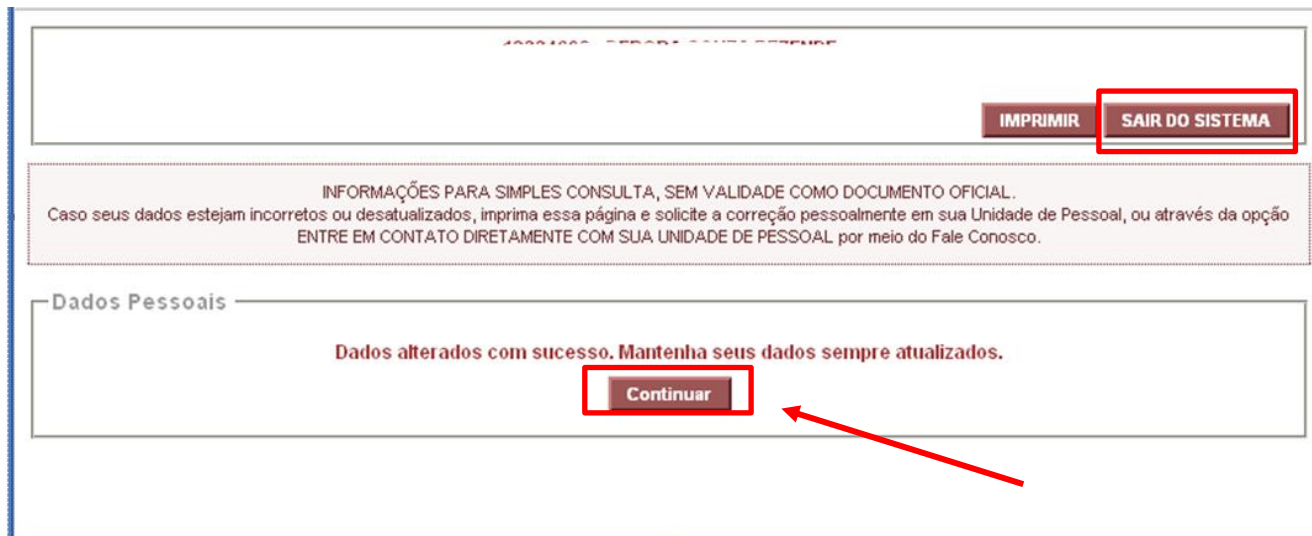 IMPRIMIR SAIR DO SISTEMA
INFORMAÇÕES PARA SIMPLES CONSULTA, SEM VALIDADE COMO DOCUMENTO OFICIAL.
Caso seus dados estejam incorretos ou desatualizados, imprima essa página e solicite a correção pessoalmente em sua Unidade de Pessoal, ou através da opção
ENTRE EM CONTATO DIRETAMENTE COM SUA UNIDADE DE PESSOAL por meio do Fale Conosco.
Dados Pessoais
Dados alterados com sucesso. Mantenha seus dados sempre atualizados.
Continuar